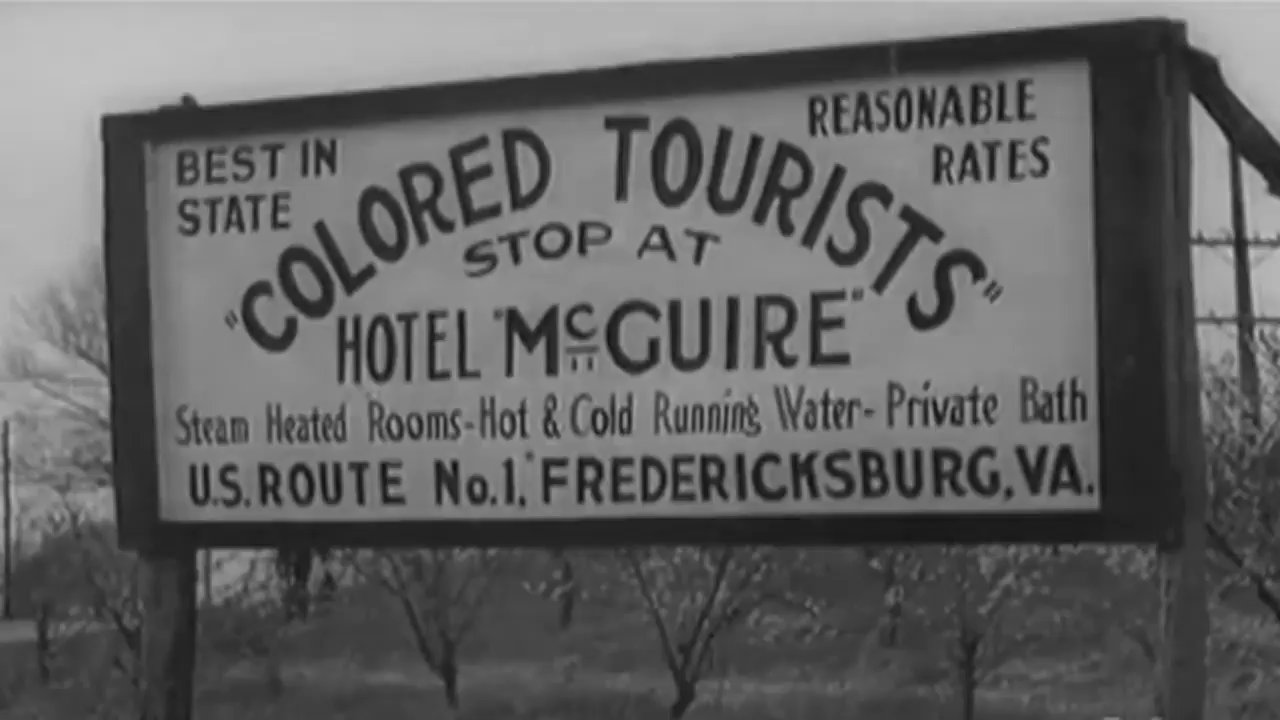 BEST IN
STATE
REASONABLE
RATES
"COLORED TOURISTS"
STOP AT
HOTEL "McGUIRE"
Steam Heated Rooms-Hot & Cold Running Water-Private Bath
U.S. ROUTE No.1, FREDERICKSBURG, VA.